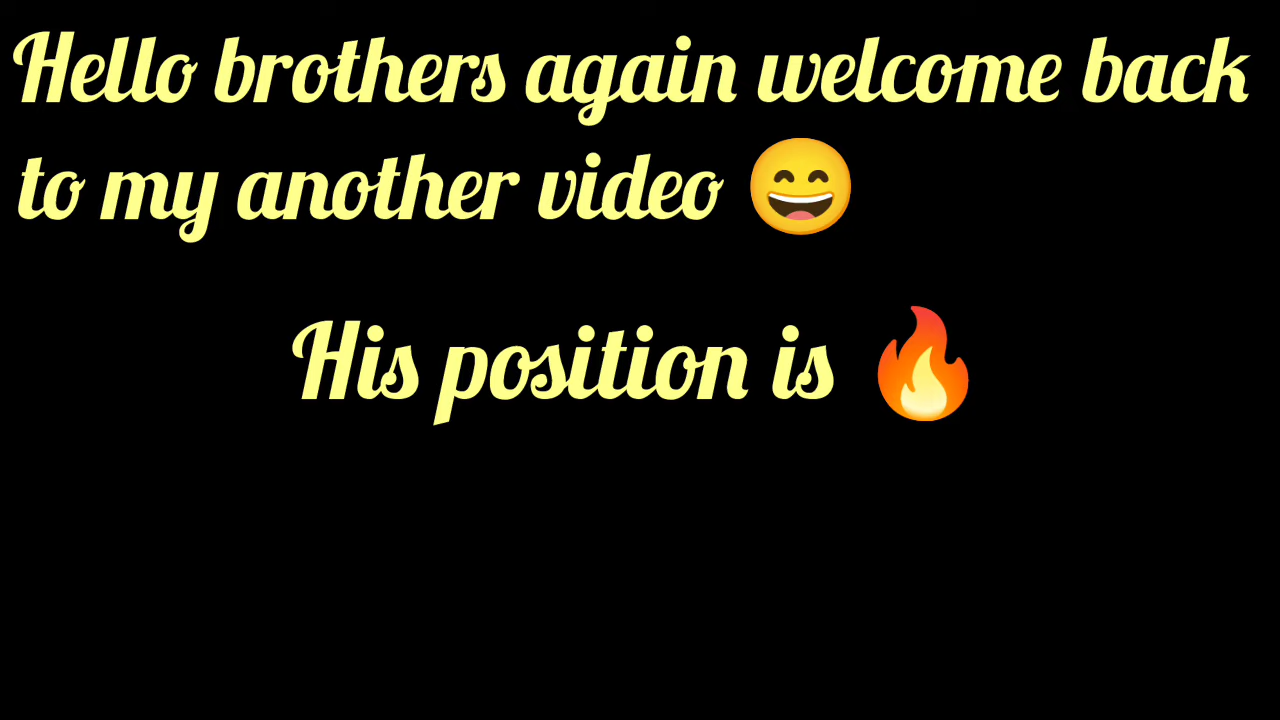 Hello brothers again welcome back
to my another video 😄
His position is 🔥